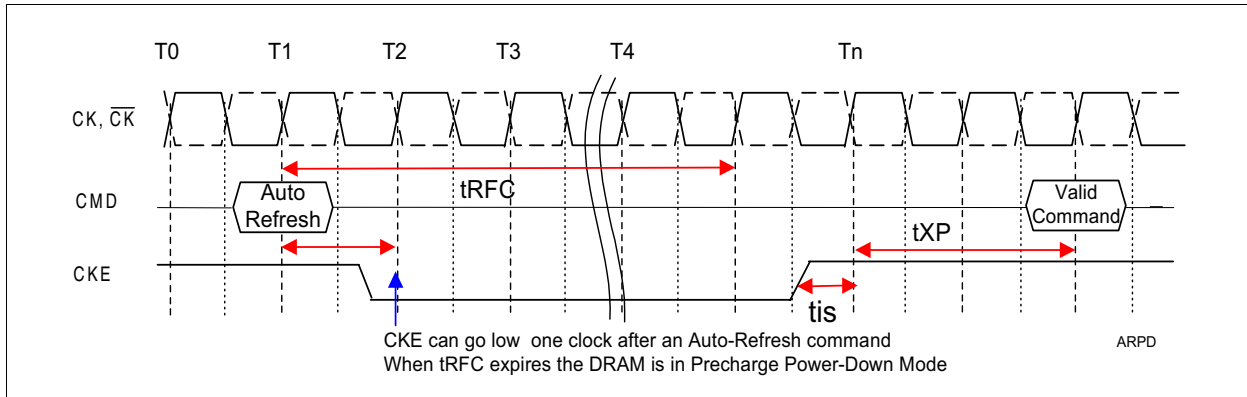 T0 T1 T2 T3 T4 Tn
CK, CK
tRFC
CMD
Auto
Refresh
Valid
Command
tXP
CKE
tis
CKE can go low one clock after an Auto-Refresh command
When tRFC expires the DRAM is in Precharge Power-Down Mode
ARPD